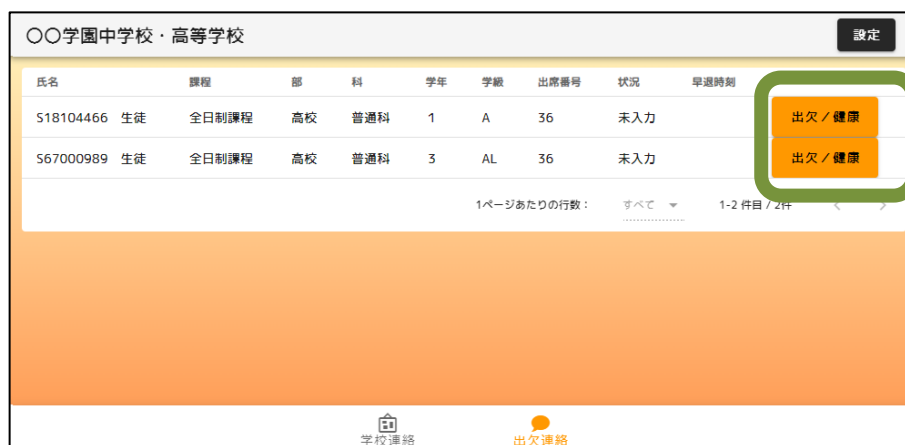 〇〇学園中学校・高等学校 設定
氏名 課程 部 科 学年 学級 出席番号 状況 早退時刻
S18104466 生徒 全日制課程 高校 普通科 1 A 36 未入力 出欠/健康
S67000989 生徒 全日制課程 高校 普通科 3 AL 36 未入力 出欠/健康
1ページあたりの行数： すべて 1-2 件目 / 2件
学校連絡 出欠連絡